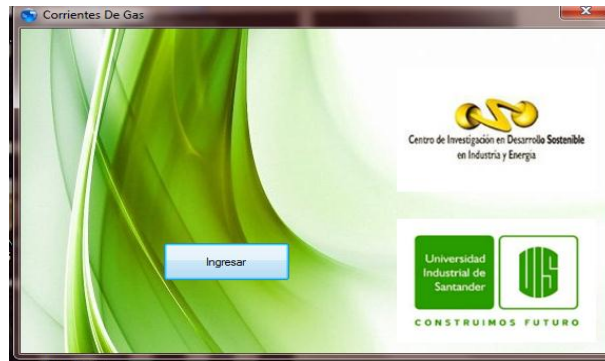 Corrientes De Gas
Centro de Investigación en Desarrollo Sostenible
en Industria y Energía
Ingresar
Universidad
Industrial de
Santander
UIS
CONSTRUIMOS FUTURO